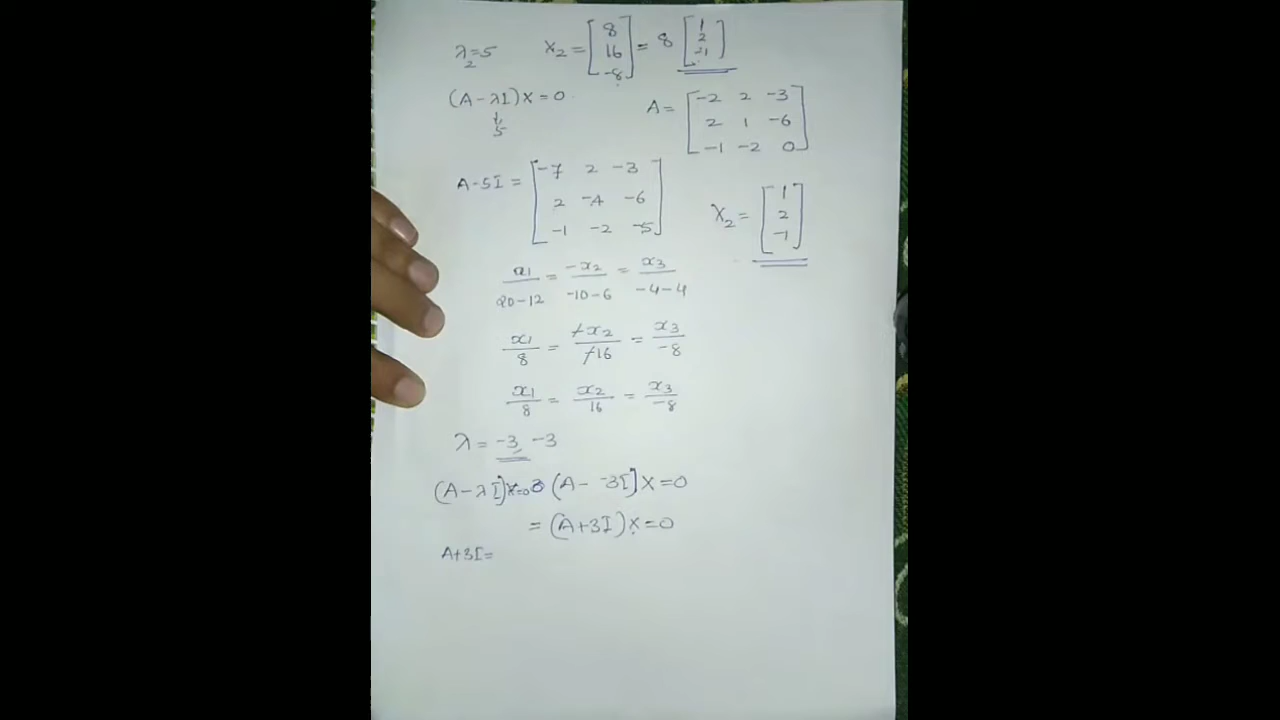 λ₂=5 X₂ = [8 16 -8] = 8 [1 2 -1]
(A-λI)X=0
↓
5
A = [-2 2 -3
2 1 -6
-1 -2 0]
A-5I = [-7 2 -3
2 -4 -6
-1 -2 -5]
X₂ = [1 2 -1]
x₁/20-12 = -x₂/-10-6 = x₃/-4-4
x₁/8 = -x₂/-16 = x₃/-8
x₁/8 = x₂/16 = x₃/-8
λ = -3, -3
(A-λI)X=0 (A- -3I)X=0
= (A+3I)X=0
A+3I=